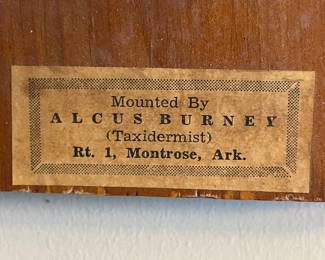 Mounted By
ALCUS BURNEY
(Taxidermist)
Rt. 1, Montrose, Ark.